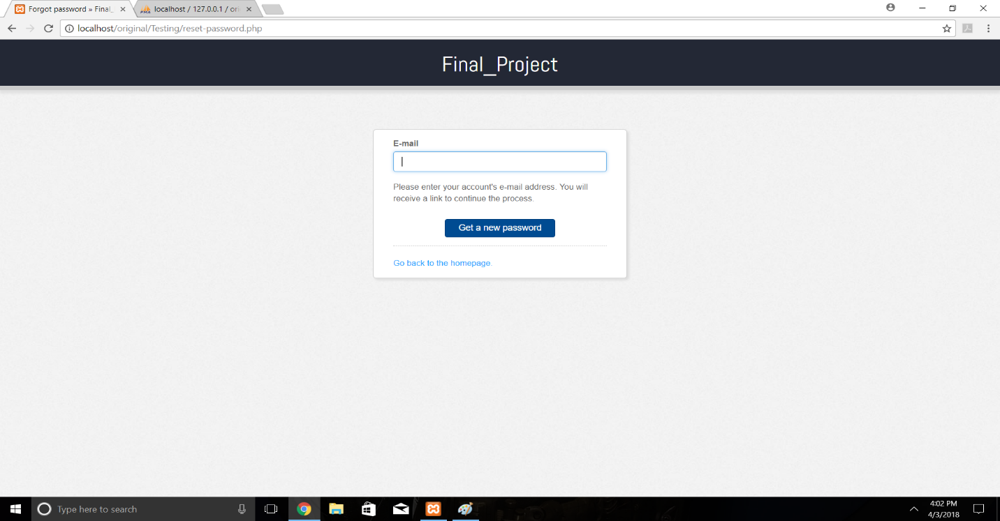 Forgot password » Final_
localhost / 127.0.0.1 / ori
localhost/original/Testing/reset-password.php
Final_Project
E-mail
Please enter your account's e-mail address. You will
receive a link to continue the process.
Get a new password
Go back to the homepage.
Type here to search
4:02 PM
4/3/2018